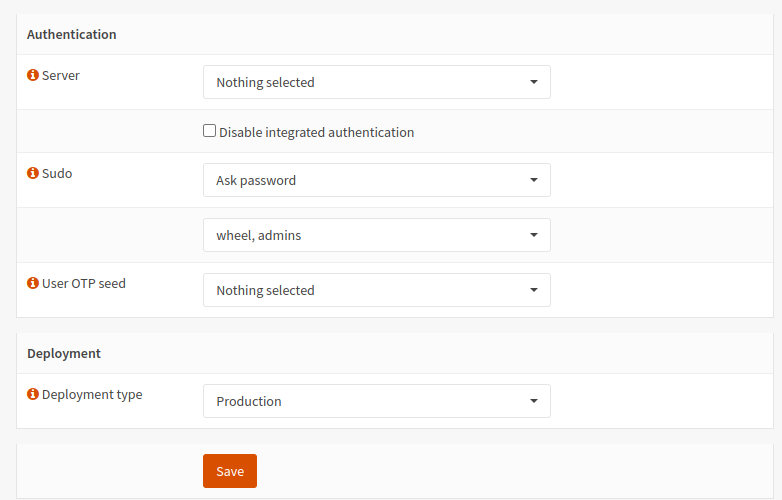 Authentication
Server
Nothing selected
Disable integrated authentication
Sudo
Ask password
wheel, admins
User OTP seed
Nothing selected
Deployment
Deployment type
Production
Save